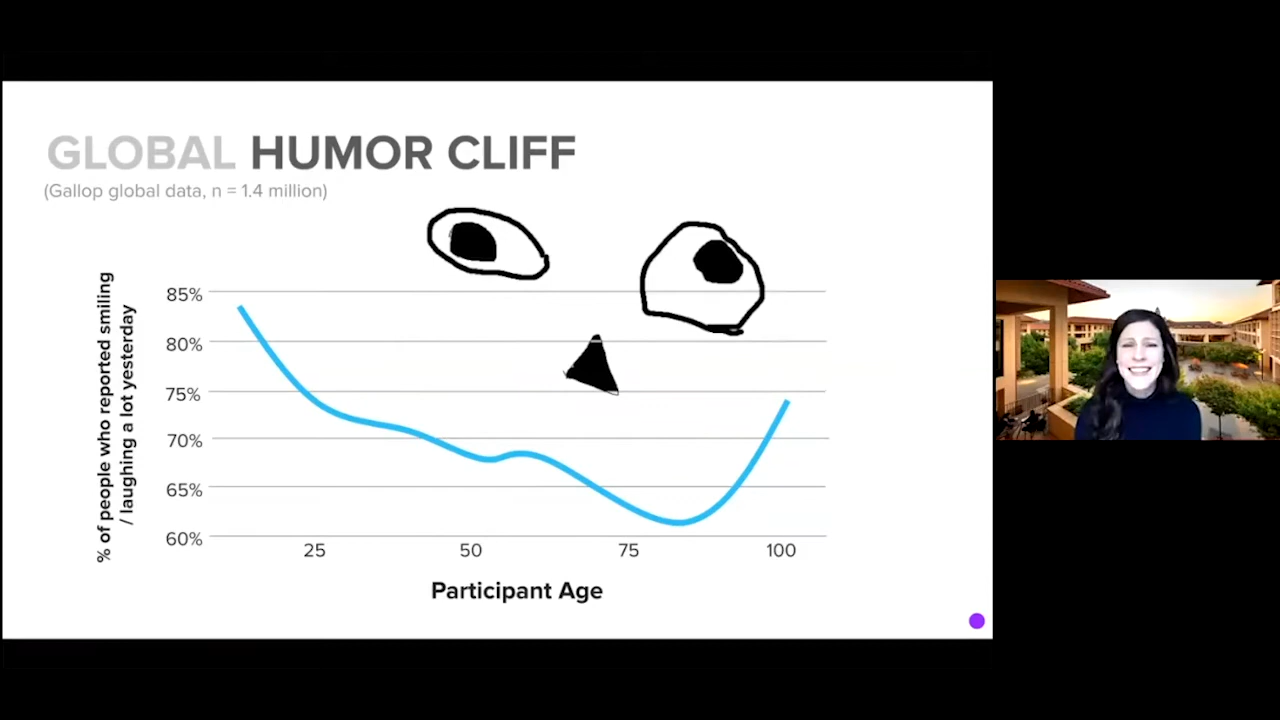 GLOBAL HUMOR CLIFF
(Gallop global data, n = 1.4 million)
% of people who reported smiling
/ laughing a lot yesterday
85%
80%
75%
70%
65%
60%
25 50 75 100
Participant Age